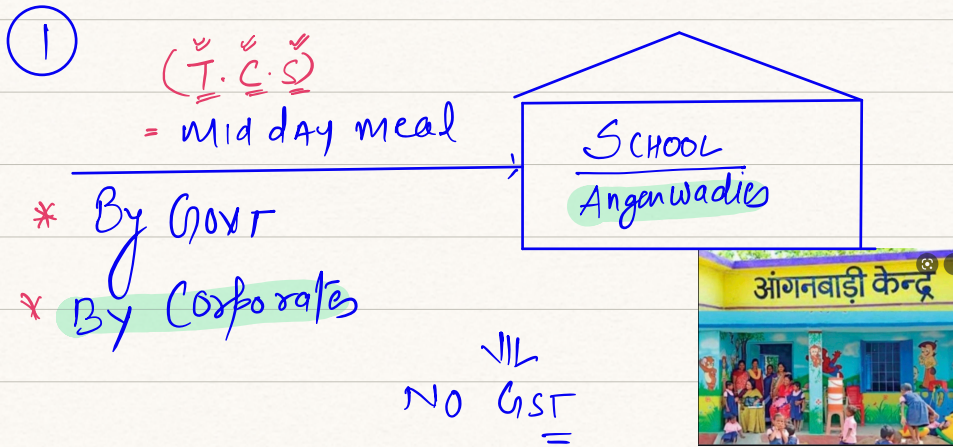 1
(T.C.S)
= Mid dAy meal
SCHOOL
Angenwadies
* By Govt
* By Corporates
आंगनबाड़ी केन्द्र
NIL
NO GST